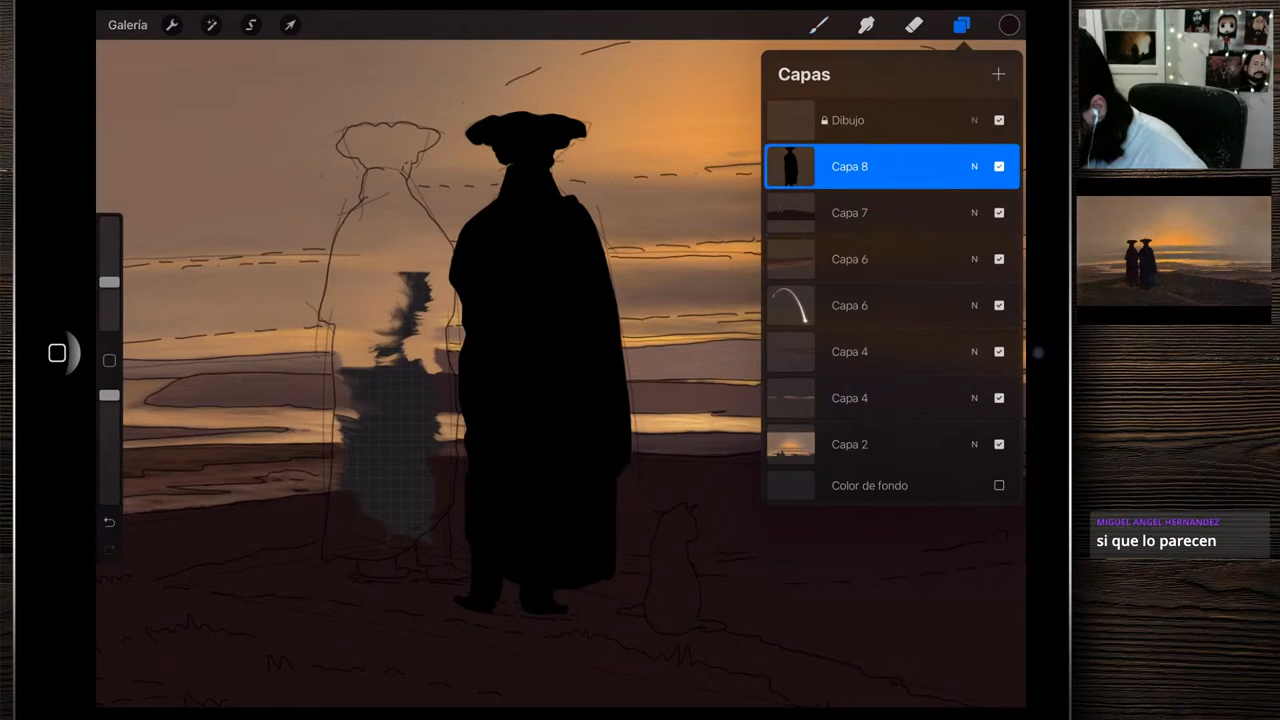 Galería
Capas
Dibujo N
Capa 8 N
Capa 7 N
Capa 6 N
Capa 6 N
Capa 4 N
Capa 4 N
Capa 2 N
Color de fondo
MIGUEL ANGEL HERNANDEZ
si que lo parecen